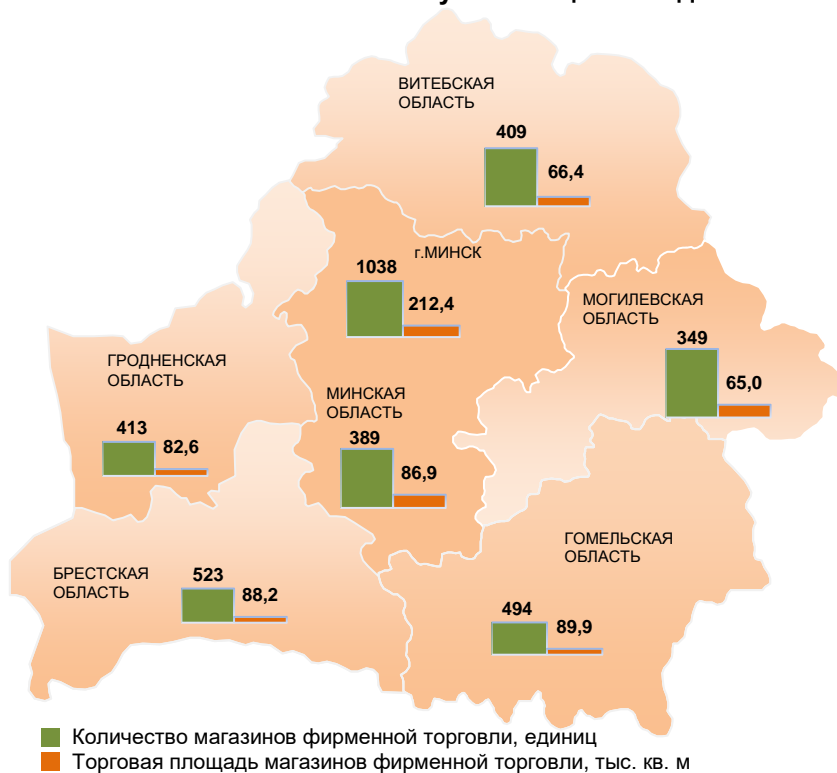 ВИТЕБСКАЯ
ОБЛАСТЬ
409
66,4
г.МИНСК
1038
212,4
МОГИЛЕВСКАЯ
ОБЛАСТЬ
349
65,0
ГРОДНЕНСКАЯ
ОБЛАСТЬ
413
82,6
МИНСКАЯ
ОБЛАСТЬ
389
86,9
ГОМЕЛЬСКАЯ
ОБЛАСТЬ
494
89,9
БРЕСТСКАЯ
ОБЛАСТЬ
523
88,2
Количество магазинов фирменной торговли, единиц
Торговая площадь магазинов фирменной торговли, тыс. кв. м